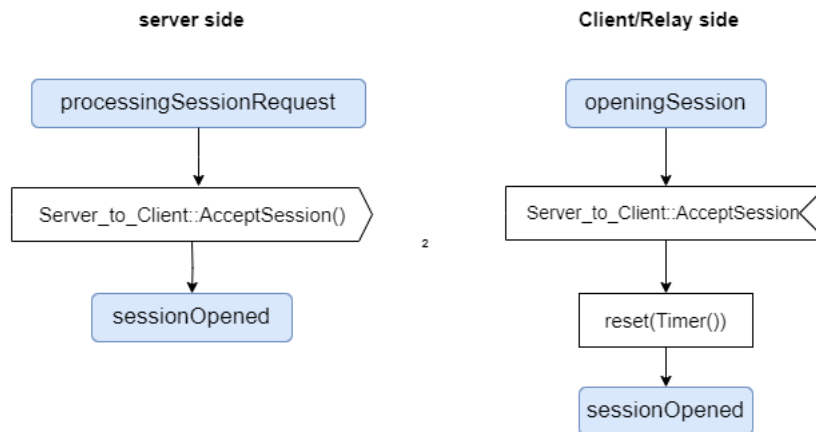 server side
processingSessionRequest
Server_to_Client::AcceptSession()
sessionOpened
2
Client/Relay side
openingSession
Server_to_Client::AcceptSession
reset(Timer())
sessionOpened